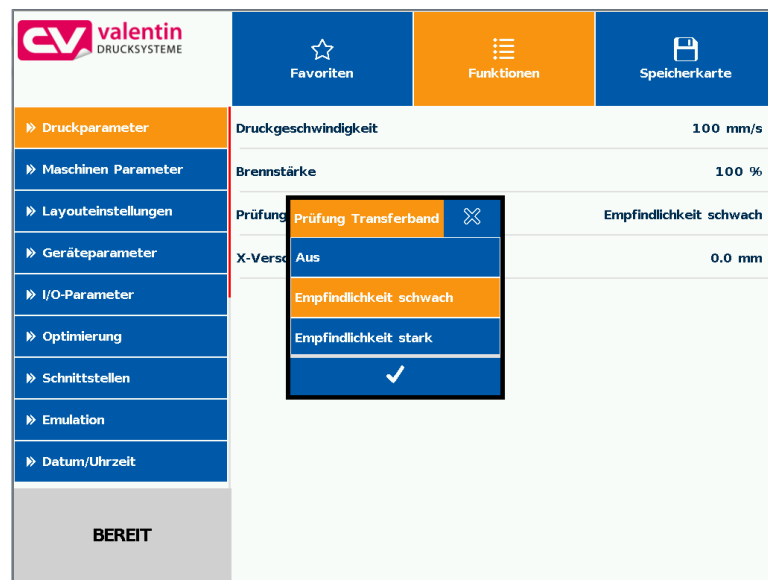 valentin
DRUCKSYSTEME
Favoriten
Funktionen
Speicherkarte
Druckparameter
Maschinen Parameter
Layouteinstellungen
Geräteparameter
I/O-Parameter
Optimierung
Schnittstellen
Emulation
Datum/Uhrzeit
BEREIT
Druckgeschwindigkeit 100 mm/s
Brennstärke 100 %
Prüfung Empfindlichkeit schwach
X-Versc 0.0 mm
Prüfung Transferband
Aus
Empfindlichkeit schwach
Empfindlichkeit stark